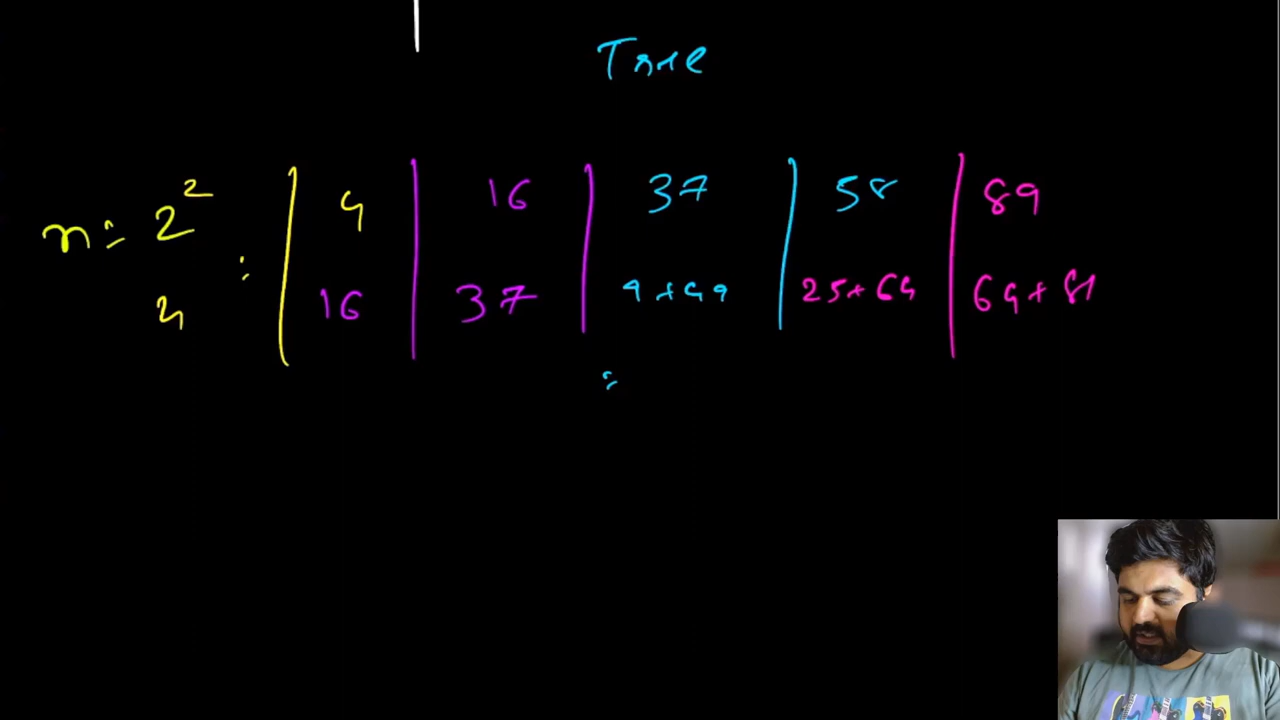 True
n = 2² : | 4 | 16 | 37 | 58 | 89
4 | 16 | 37 | 9+49 | 25+64 | 64+81
=